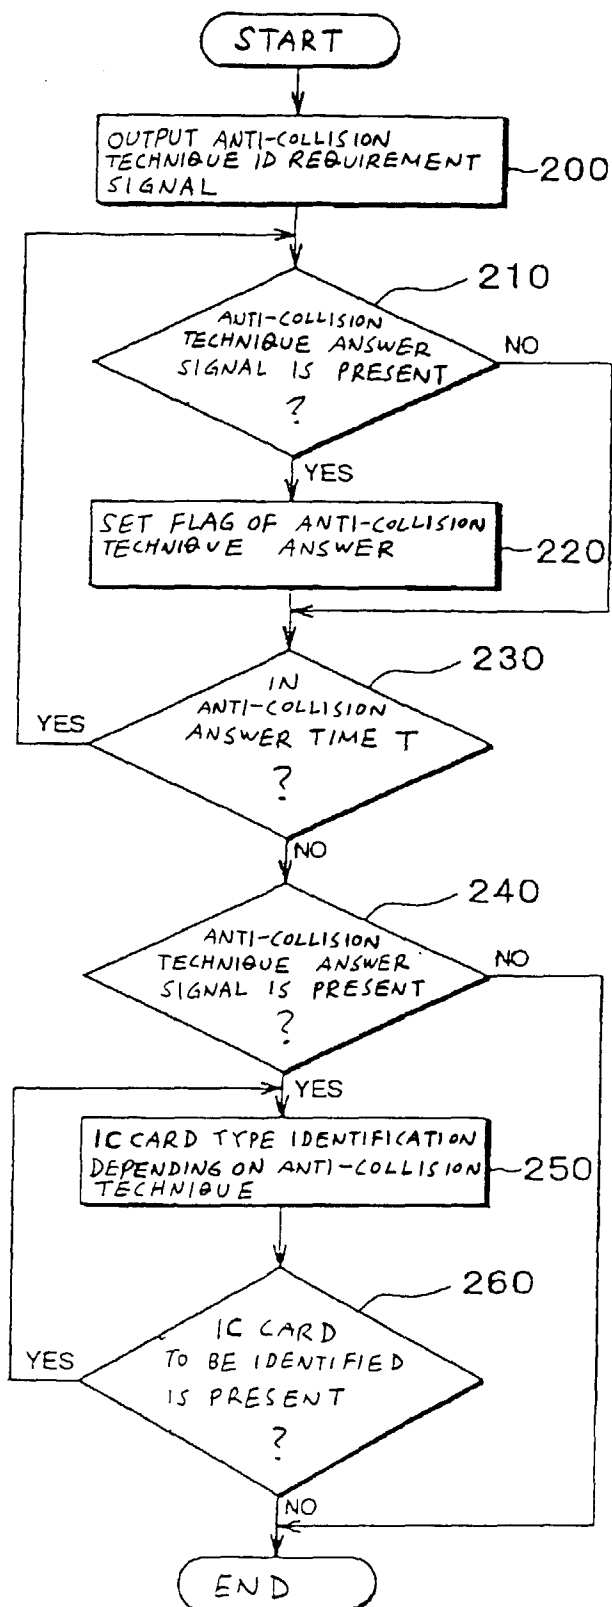 START
OUTPUT ANTI-COLLISION
TECHNIQUE ID REQUIREMENT
SIGNAL
200
210
ANTI-COLLISION
TECHNIQUE ANSWER
SIGNAL IS PRESENT
?
NO
YES
SET FLAG OF ANTI-COLLISION
TECHNIQUE ANSWER
220
230
IN
ANTI-COLLISION
ANSWER TIME T
?
YES
NO
240
ANTI-COLLISION
TECHNIQUE ANSWER
SIGNAL IS PRESENT
?
NO
YES
IC CARD TYPE IDENTIFICATION
DEPENDING ON ANTI-COLLISION
TECHNIQUE
250
260
IC CARD
TO BE IDENTIFIED
IS PRESENT
?
YES
NO
END